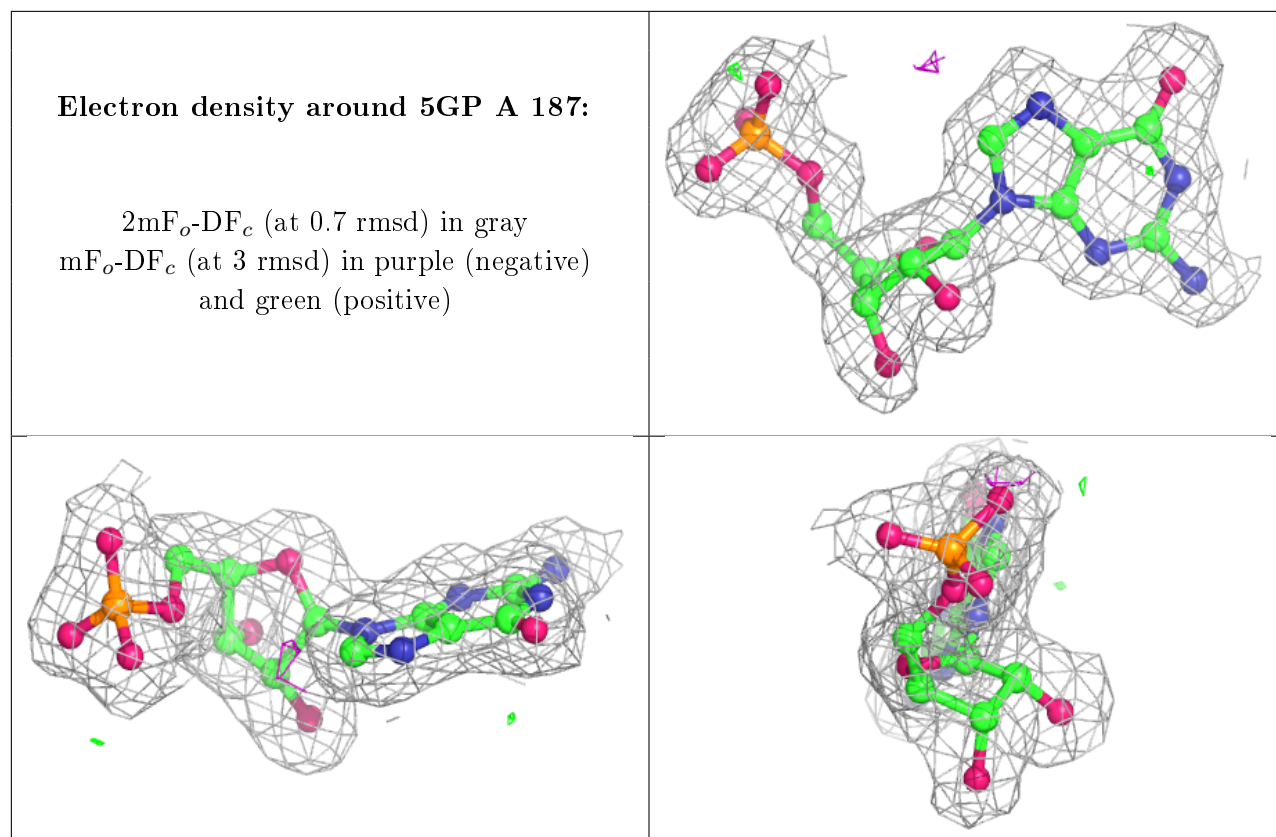 Electron density around 5GP A 187:
2mFₒ-DF𝒸 (at 0.7 rmsd) in gray
mFₒ-DF𝒸 (at 3 rmsd) in purple (negative)
and green (positive)